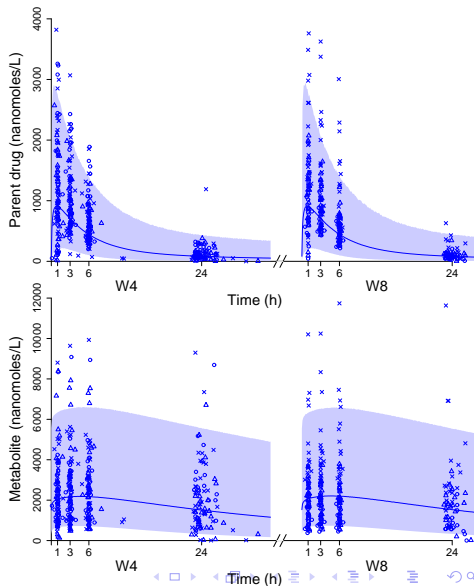 Parent drug (nanomoles/L)
4000
3000
2000
1000
0
1 3 6 24 1 3 6 24
W4 W8
Time (h)
Metabolite (nanomoles/L)
12000
10000
8000
6000
4000
2000
0
1 3 6 24 1 3 6 24
W4 W8
Time (h)